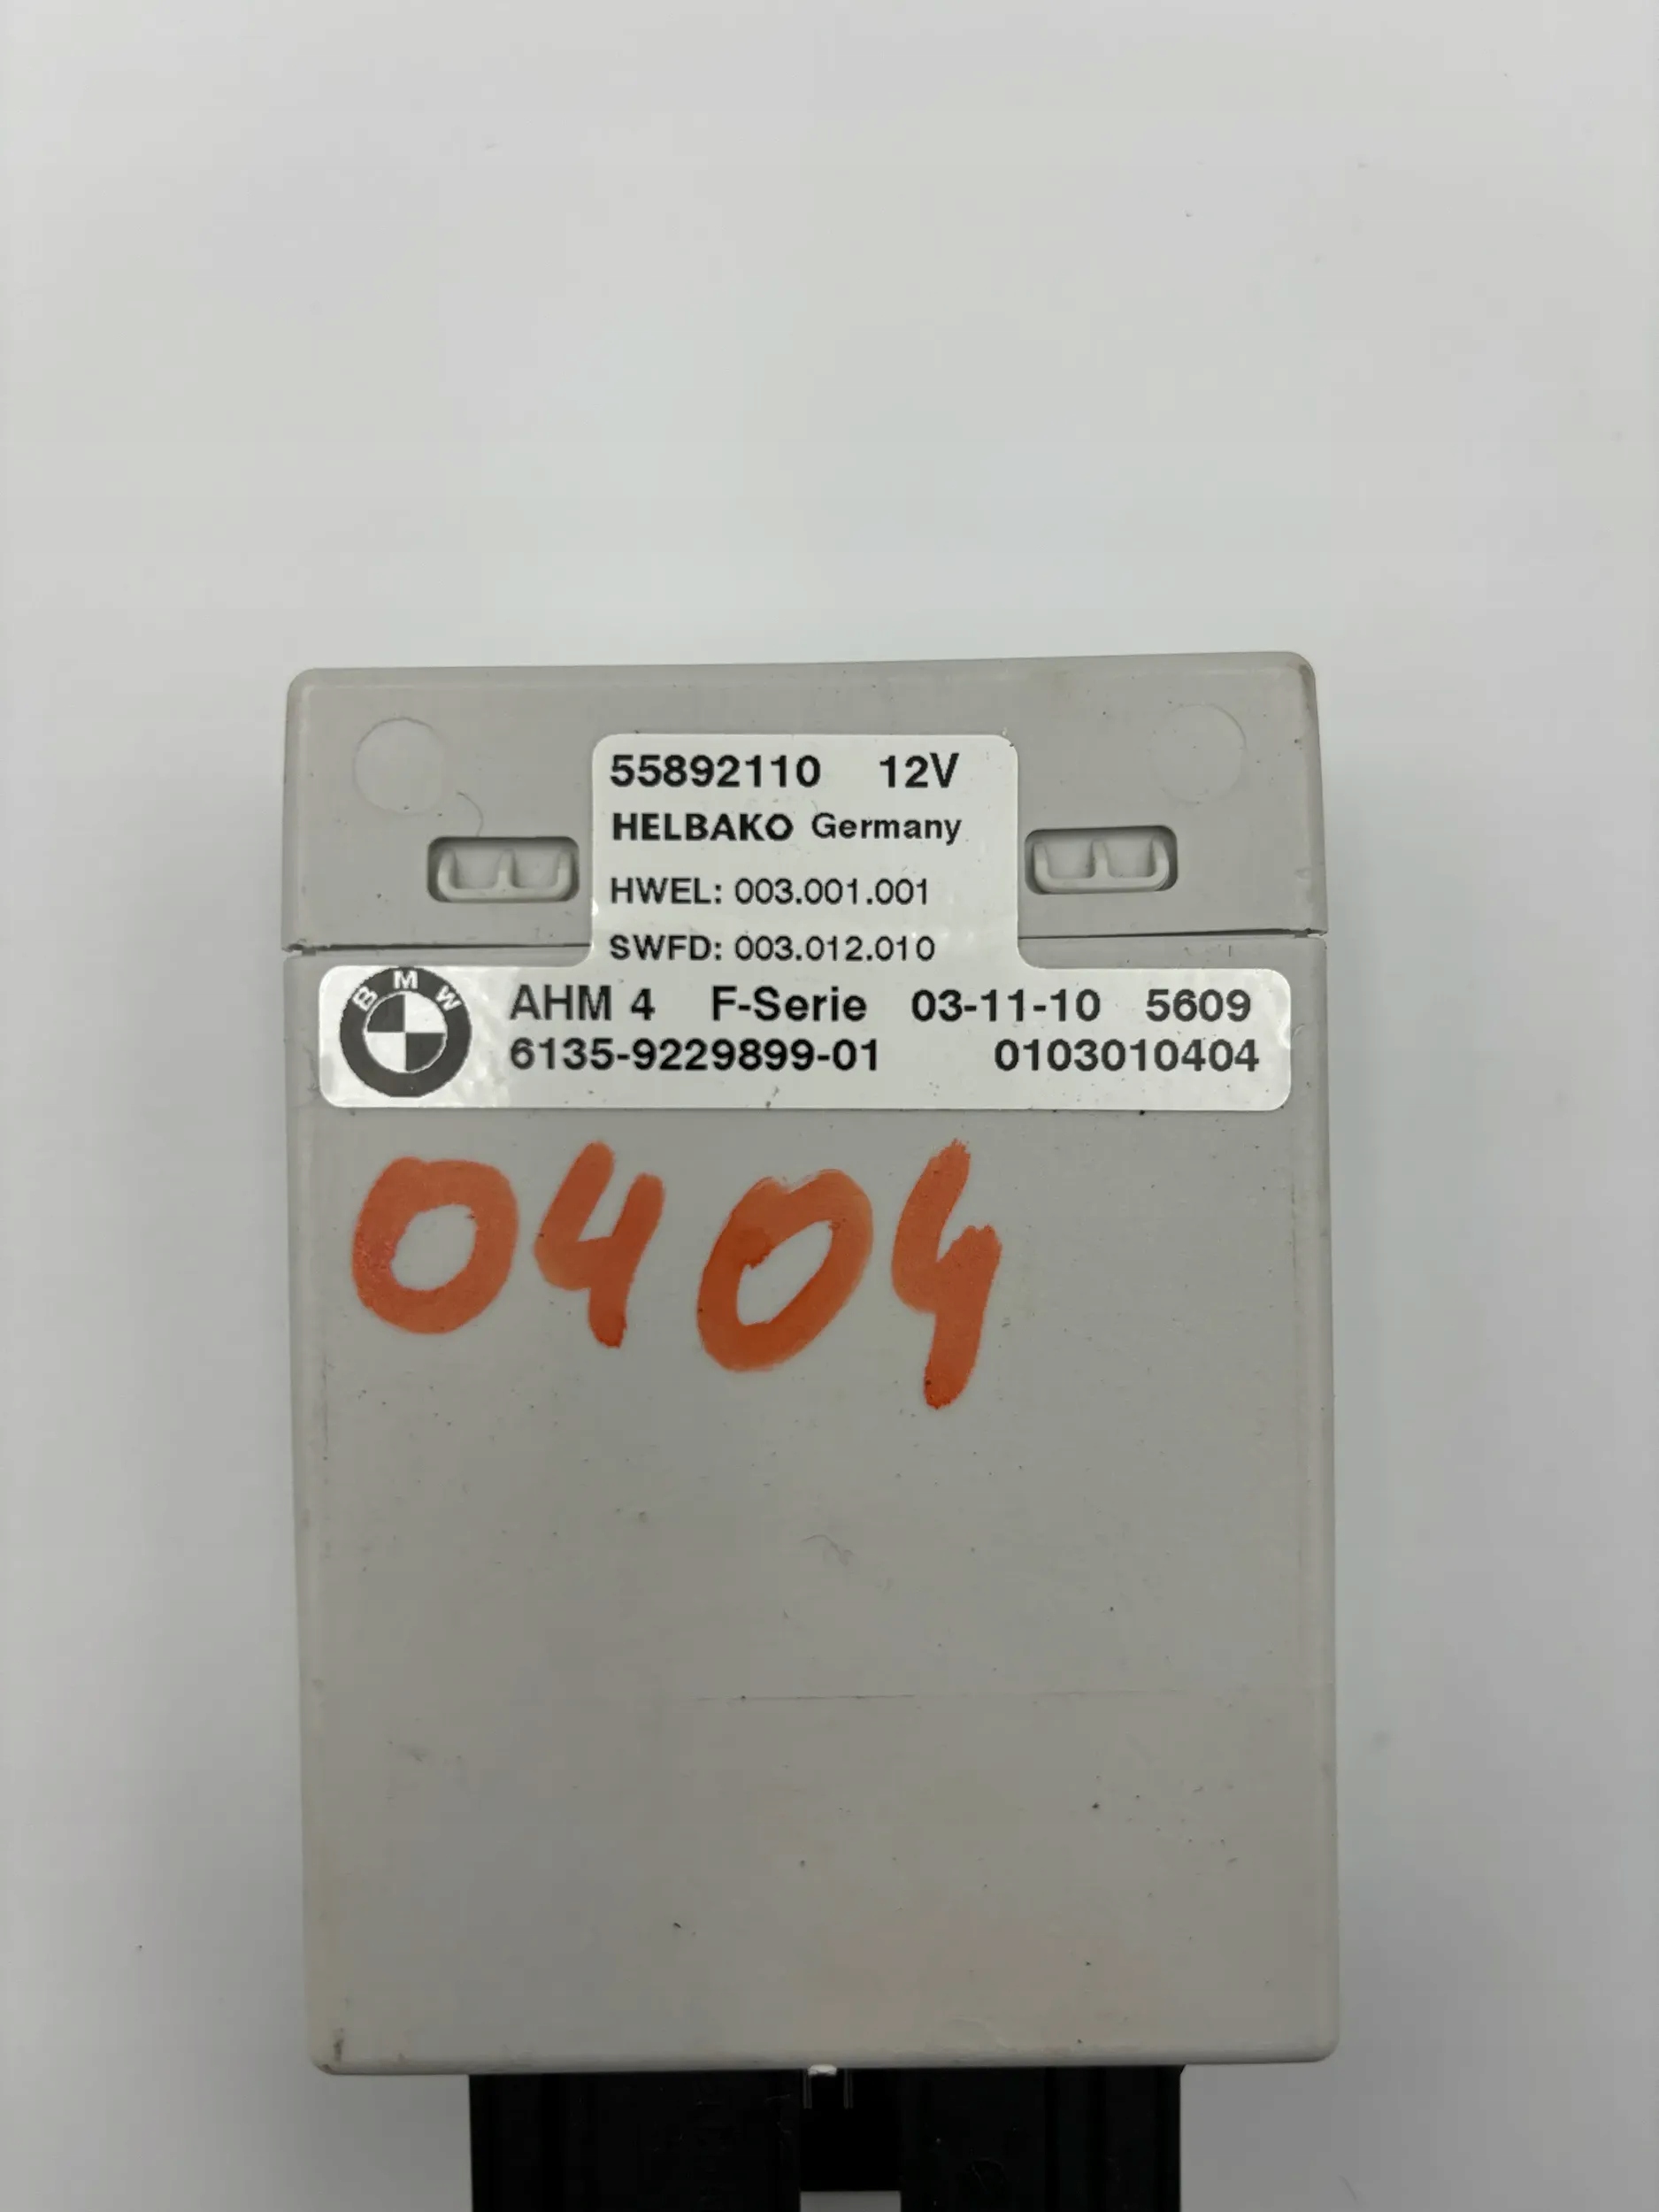 55892110 12V
HELBAKO Germany
HWEL: 003.001.001
SWFD: 003.012.010
BMW
AHM 4 F-Serie 03-11-10 5609
6135-9229899-01 0103010404
0404